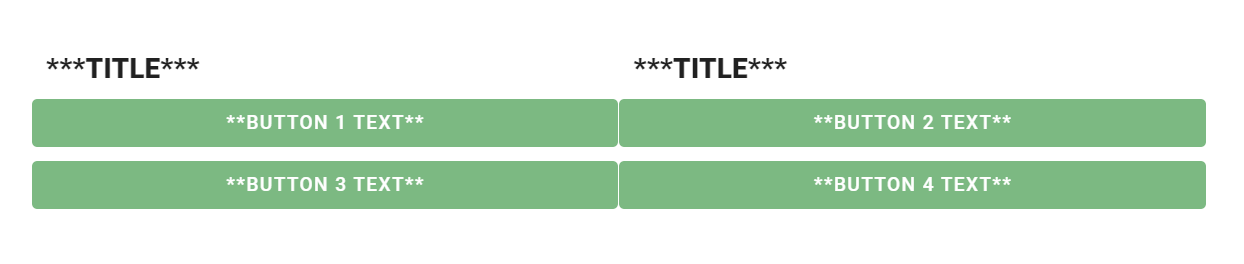 ***TITLE*** ***TITLE***
**BUTTON 1 TEXT** **BUTTON 2 TEXT**
**BUTTON 3 TEXT** **BUTTON 4 TEXT**